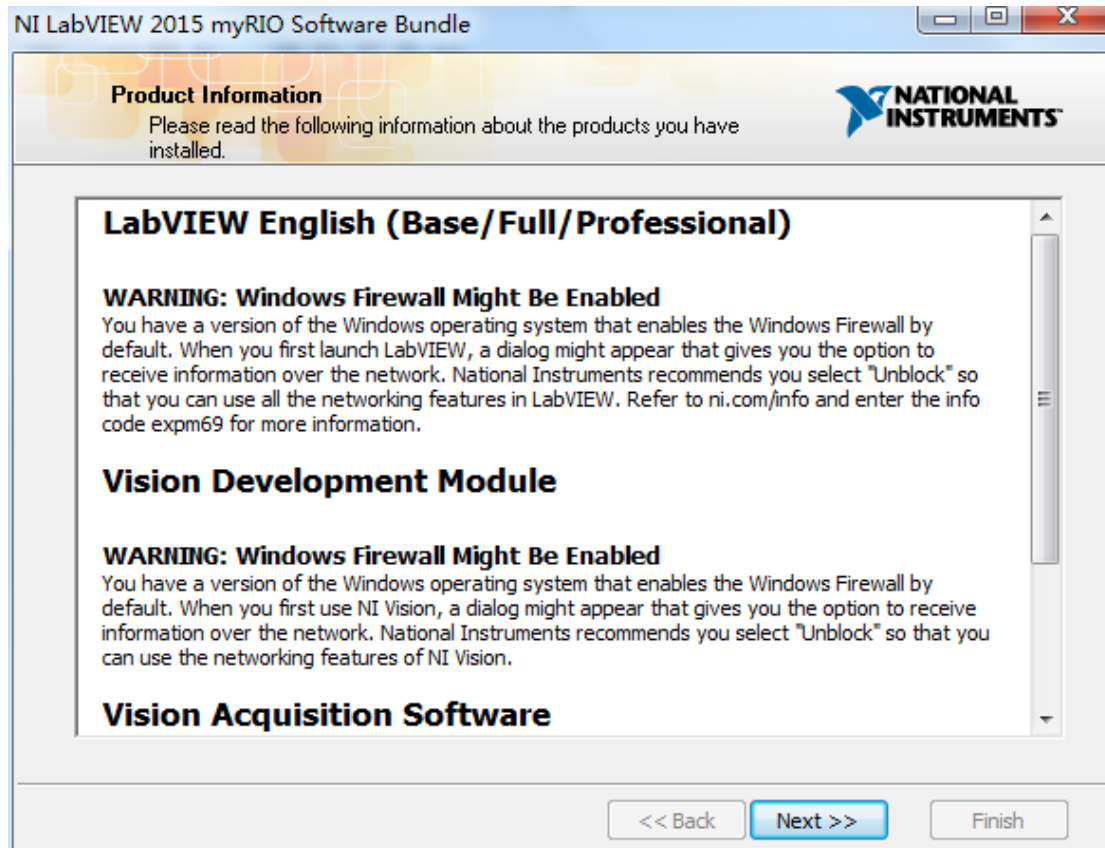 NI LabVIEW 2015 myRIO Software Bundle
Product Information
Please read the following information about the products you have
installed.
NATIONAL
INSTRUMENTS™
LabVIEW English (Base/Full/Professional)
WARNING: Windows Firewall Might Be Enabled
You have a version of the Windows operating system that enables the Windows Firewall by
default. When you first launch LabVIEW, a dialog might appear that gives you the option to
receive information over the network. National Instruments recommends you select "Unblock" so
that you can use all the networking features in LabVIEW. Refer to ni.com/info and enter the info
code expm69 for more information.
Vision Development Module
WARNING: Windows Firewall Might Be Enabled
You have a version of the Windows operating system that enables the Windows Firewall by
default. When you first use NI Vision, a dialog might appear that gives you the option to receive
information over the network. National Instruments recommends you select "Unblock" so that you
can use the networking features of NI Vision.
Vision Acquisition Software
<< Back
Next >>
Finish